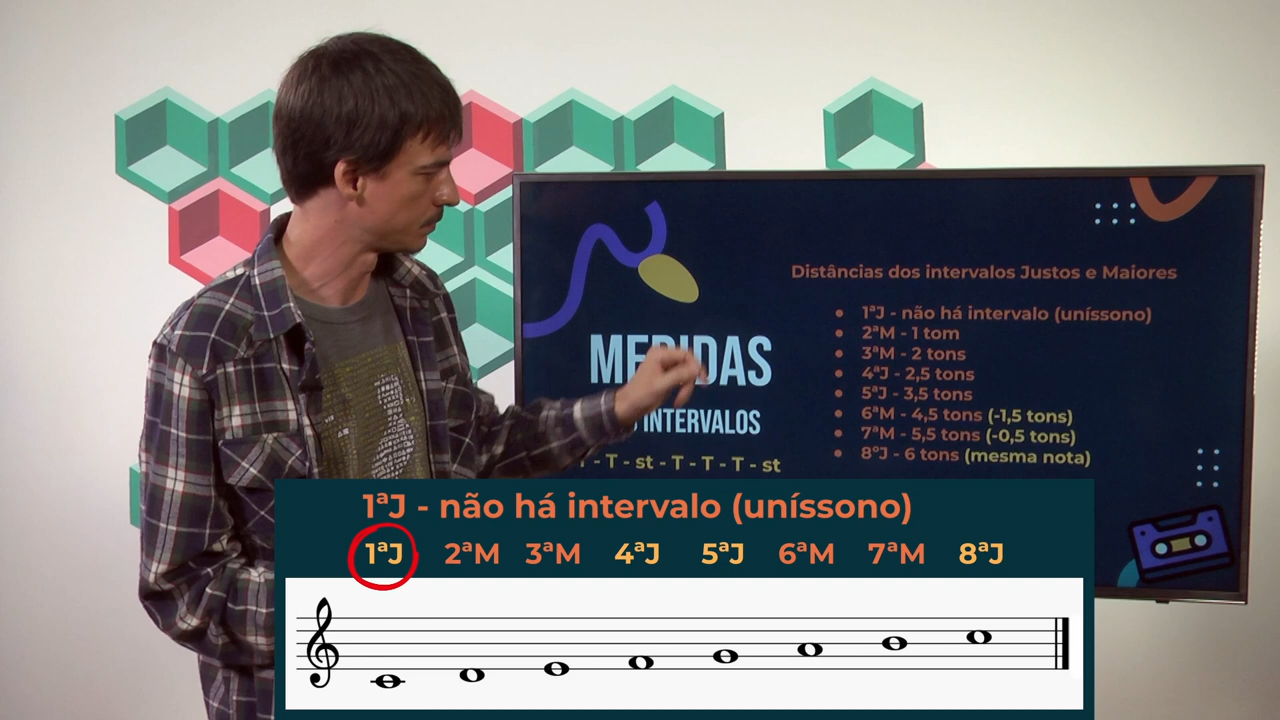 Distâncias dos intervalos Justos e Maiores
1ªJ - não há intervalo (uníssono)
2ªM - 1 tom
3ªM - 2 tons
4ªJ - 2,5 tons
5ªJ - 3,5 tons
6ªM - 4,5 tons (-1,5 tons)
7ªM - 5,5 tons (-0,5 tons)
8ºJ - 6 tons (mesma nota)
MEDIDAS
INTERVALOS
- T - st - T - T - T - st
1ªJ - não há intervalo (uníssono)
1ªJ 2ªM 3ªM 4ªJ 5ªJ 6ªM 7ªM 8ªJ